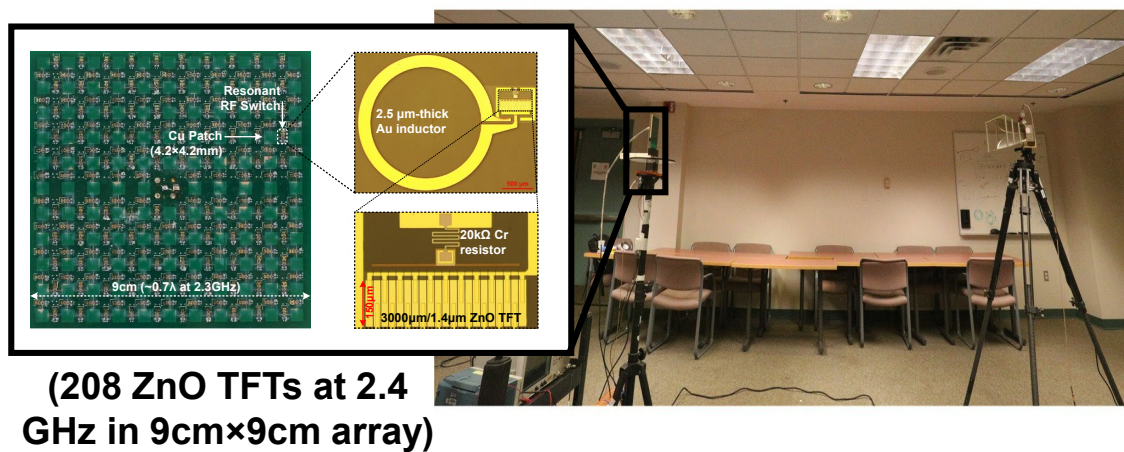 Resonant
RF Switch
Cu Patch
(4.2×4.2mm)
9cm (~0.7λ at 2.3GHz)
2.5 µm-thick
Au inductor
20kΩ Cr
resistor
150µm
3000µm/1.4µm ZnO TFT
(208 ZnO TFTs at 2.4
GHz in 9cm×9cm array)